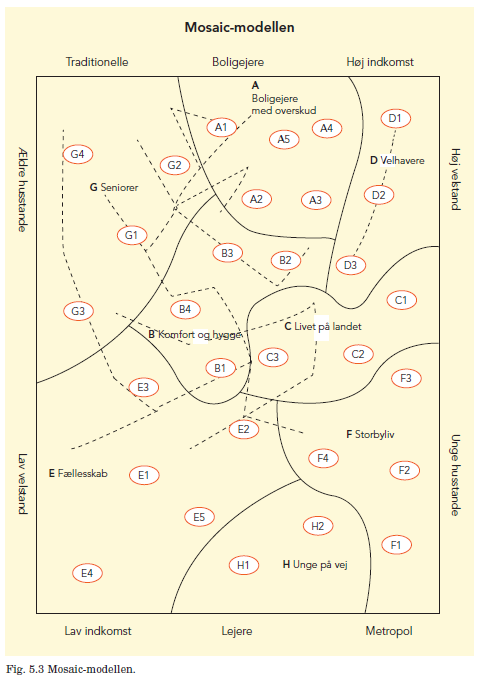 Mosaic-modellen
Traditionelle
Boligejere
Høj indkomst
Ældre husstande
Lav velstand
Høj velstand
Unge husstande
A
Boligejere
med overskud
A1
A4
A5
D1
G4
G2
D Velhavere
G Seniorer
A2
A3
D2
G1
B3
B2
D3
G3
B4
C1
B Komfort og hygge
C Livet på landet
B1
C3
C2
E3
F3
E2
F Storbyliv
F4
F2
E Fællesskab
E1
E5
H2
F1
E4
H1
H Unge på vej
Lav indkomst
Lejere
Metropol
Fig. 5.3 Mosaic-modellen.